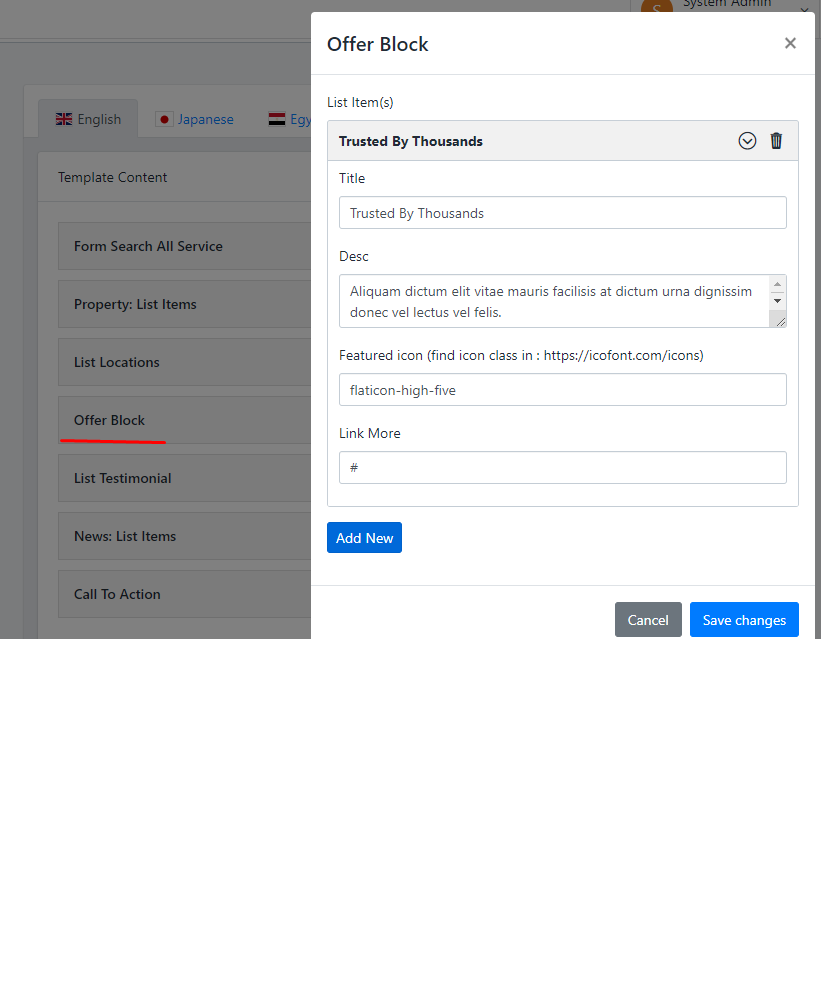 System Admin
S
Offer Block
English
Japanese
Egy
Template Content
Form Search All Service
Property: List Items
List Locations
Offer Block
List Testimonial
News: List Items
Call To Action
List Item(s)
Trusted By Thousands
Title
Trusted By Thousands
Desc
Aliquam dictum elit vitae mauris facilisis at dictum urna dignissim
donec vel lectus vel felis.
Featured icon (find icon class in : https://icofont.com/icons)
flaticon-high-five
Link More
#
Add New
Cancel
Save changes